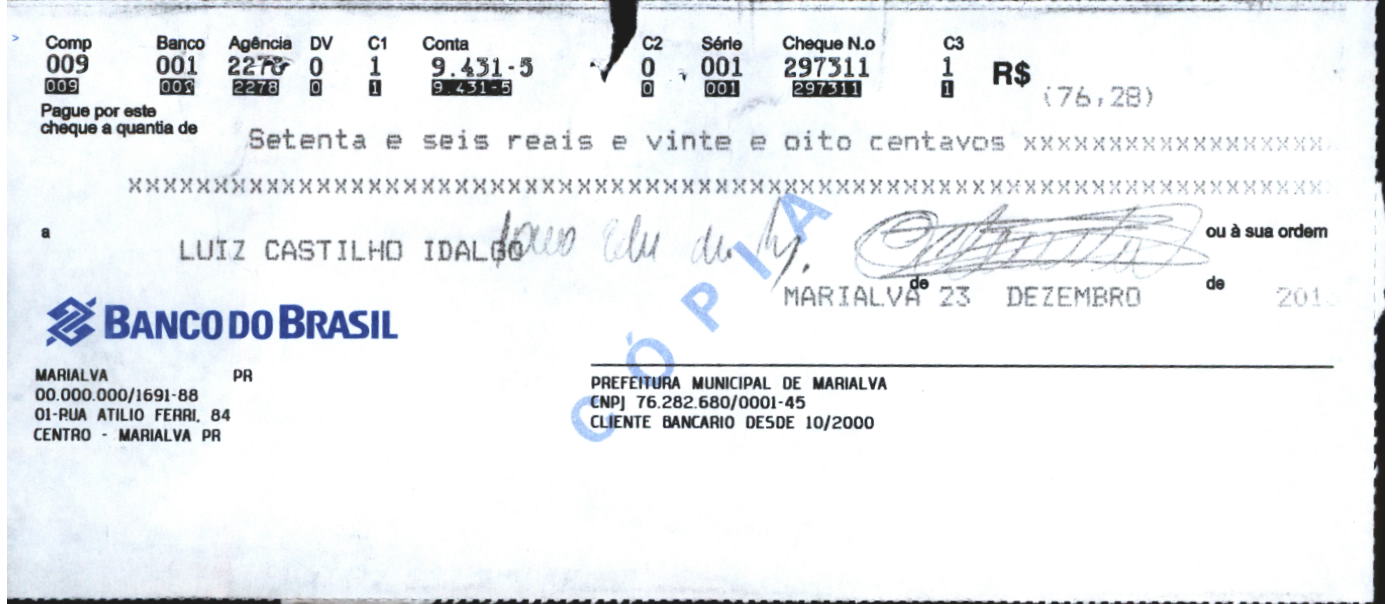 Comp Banco Agência DV C1 Conta C2 Série Cheque N.o C3
009 001 2278 0 1 9.431-5 0 001 297311 1 R$
009 001 2278 0 1 9.431-5 0 001 297311 1 (76,28)
Pague por este
cheque a quantia de Setenta e seis reais e vinte e oito centavos xxxxxxxxxxxxxxxxxx
xxxxxxxxxxxxxxxxxxxxxxxxxxxxxxxxxxxxxxxxxxxxxxxxxxxxxxxxxxxxxxxxxxxxxx
a LUIZ CASTILHO IDALGO ou à sua ordem
MARIALVA de 23 DEZEMBRO de
CÓPIA
BANCO DO BRASIL
MARIALVA PR
00.000.000/1691-88
01-RUA ATILIO FERRI, 84
CENTRO - MARIALVA PR
PREFEITURA MUNICIPAL DE MARIALVA
CNPJ 76.282.680/0001-45
CLIENTE BANCARIO DESDE 10/2000